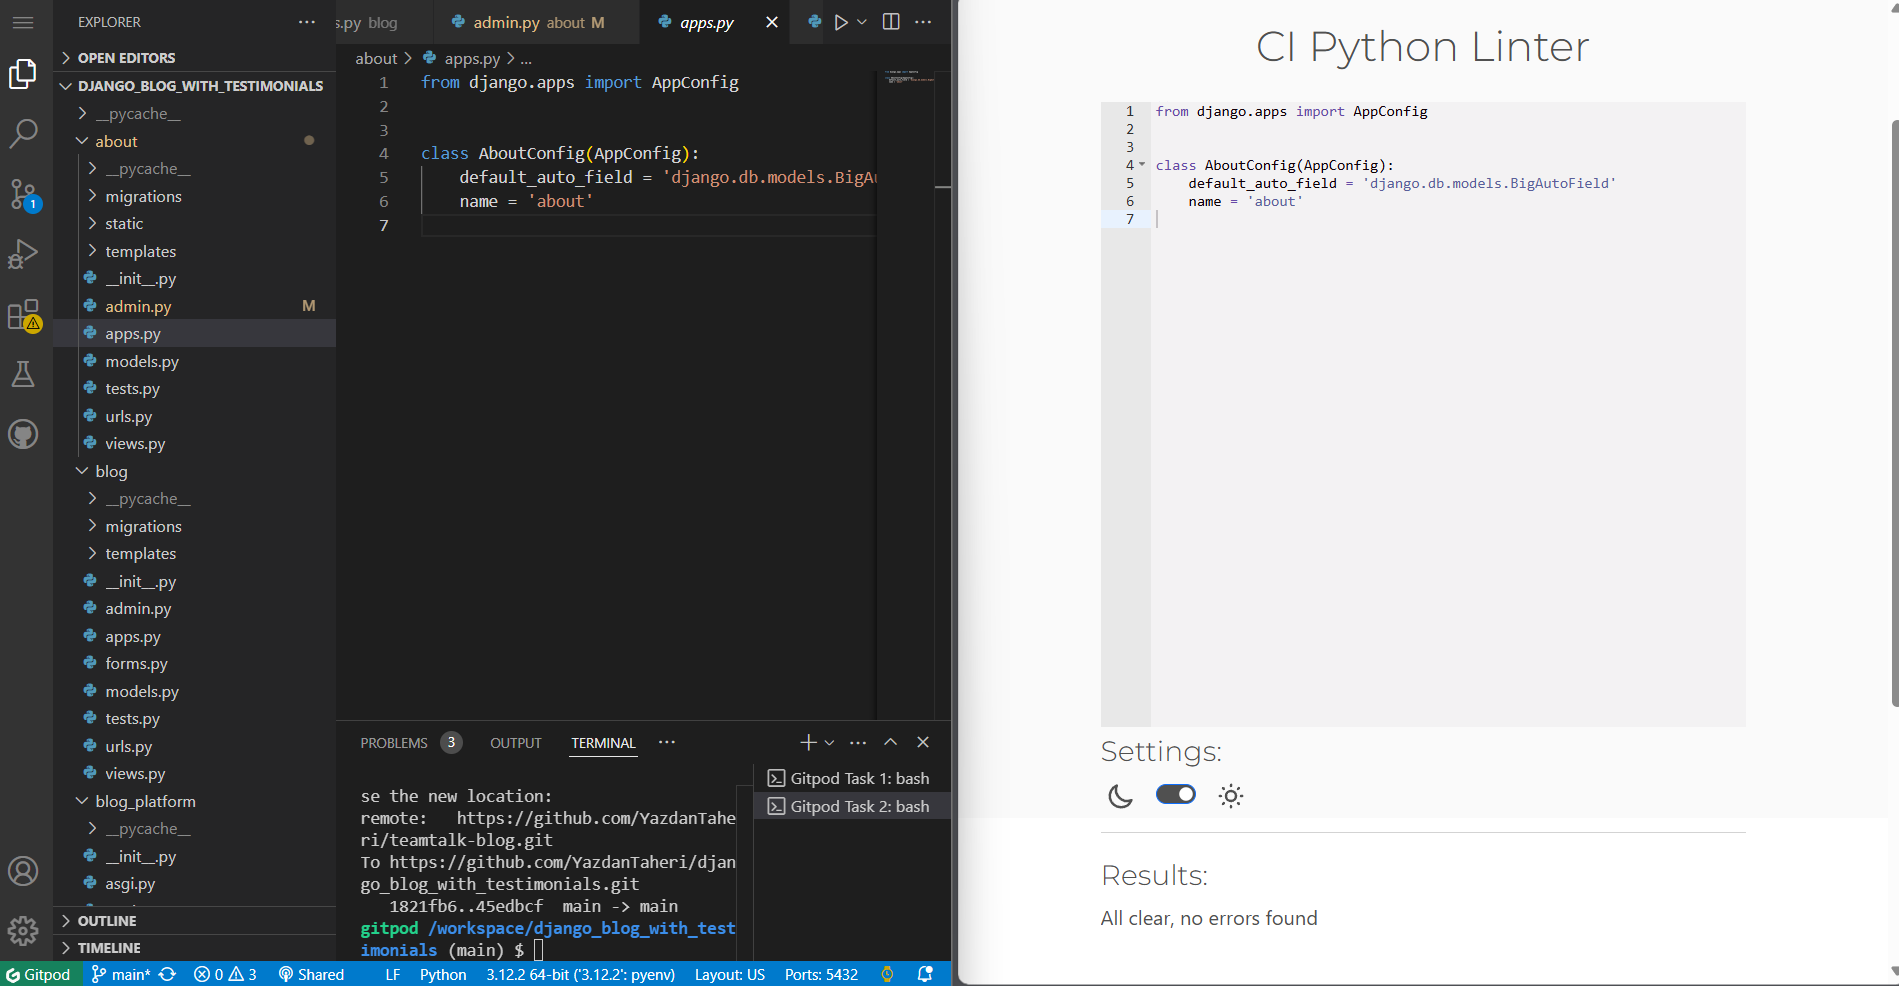 EXPLORER
OPEN EDITORS
DJANGO_BLOG_WITH_TESTIMONIALS
__pycache__
about
__pycache__
migrations
static
templates
__init__.py
admin.py M
apps.py
models.py
tests.py
urls.py
views.py
blog
__pycache__
migrations
templates
__init__.py
admin.py
apps.py
forms.py
models.py
tests.py
urls.py
views.py
blog_platform
__pycache__
__init__.py
asgi.py
OUTLINE
TIMELINE
1
s.py blog
admin.py about M
apps.py
about > apps.py > ...
1 from django.apps import AppConfig
2
3
4 class AboutConfig(AppConfig):
5 default_auto_field = 'django.db.models.BigAu
6 name = 'about'
7
PROBLEMS 3 OUTPUT TERMINAL
se the new location:
remote:   https://github.com/YazdanTahe
ri/teamtalk-blog.git
To https://github.com/YazdanTaheri/djan
go_blog_with_testimonials.git
1821fb6..45edbcf  main -> main
gitpod /workspace/django_blog_with_test
imonials (main) $
Gitpod Task 1: bash
Gitpod Task 2: bash
Gitpod main* 0 3 Shared LF Python 3.12.2 64-bit ('3.12.2': pyenv) Layout: US Ports: 5432
CI Python Linter
1 from django.apps import AppConfig
2
3
4 class AboutConfig(AppConfig):
5 default_auto_field = 'django.db.models.BigAutoField'
6 name = 'about'
7
Settings:
Results:
All clear, no errors found